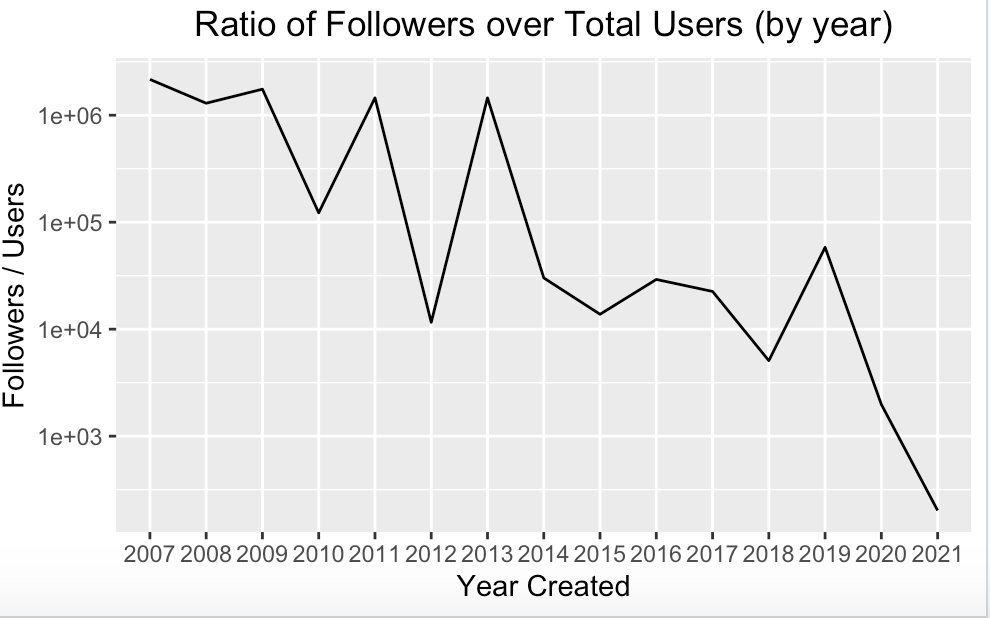 Ratio of Followers over Total Users (by year)
Followers / Users
1e+06
1e+05
1e+04
1e+03
2007 2008 2009 2010 2011 2012 2013 2014 2015 2016 2017 2018 2019 2020 2021
Year Created